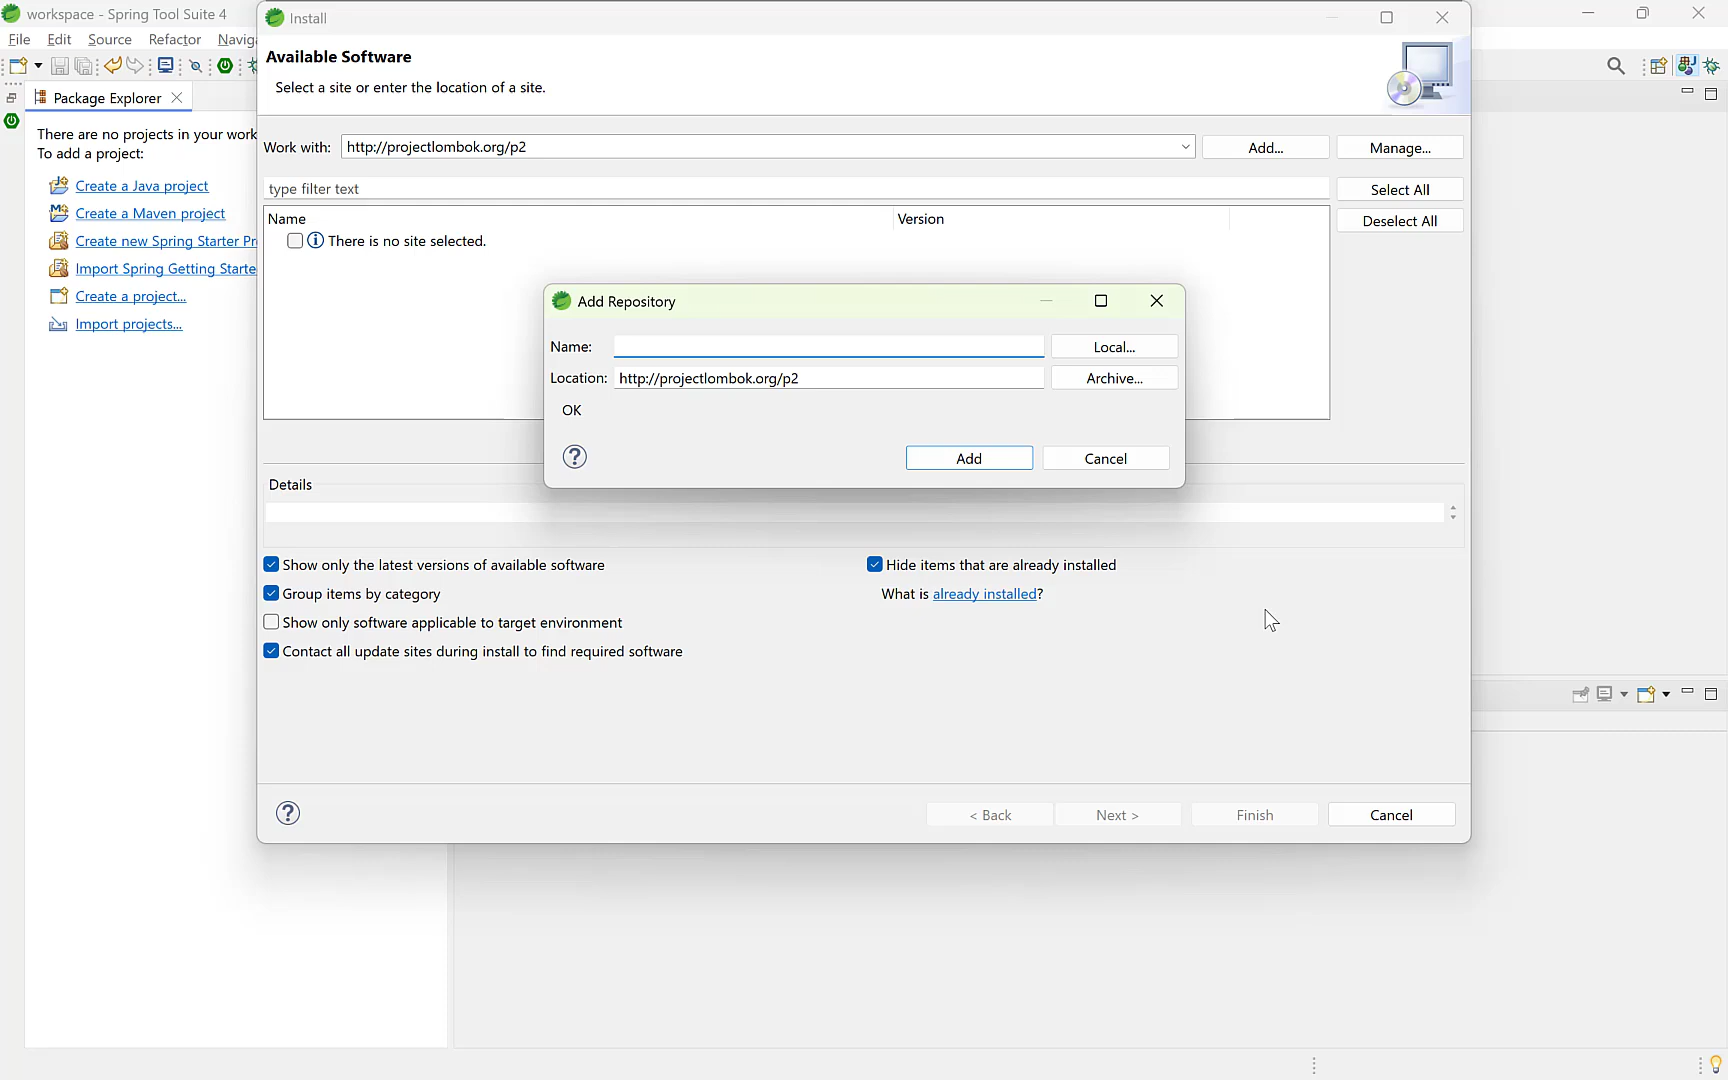 workspace - Spring Tool Suite 4
File Edit Source Refactor Navig
Package Explorer
There are no projects in your work
To add a project:
Create a Java project
Create a Maven project
Create new Spring Starter Pr
Import Spring Getting Starte
Create a project...
Import projects...
Install
Available Software
Select a site or enter the location of a site.
Work with: http://projectlombok.org/p2 Add... Manage...
type filter text Select All
Name Version Deselect All
There is no site selected.
Add Repository
Name: Local...
Location: http://projectlombok.org/p2 Archive...
OK
? Add Cancel
Details
Show only the latest versions of available software Hide items that are already installed
Group items by category What is already installed?
Show only software applicable to target environment
Contact all update sites during install to find required software
? < Back Next > Finish Cancel